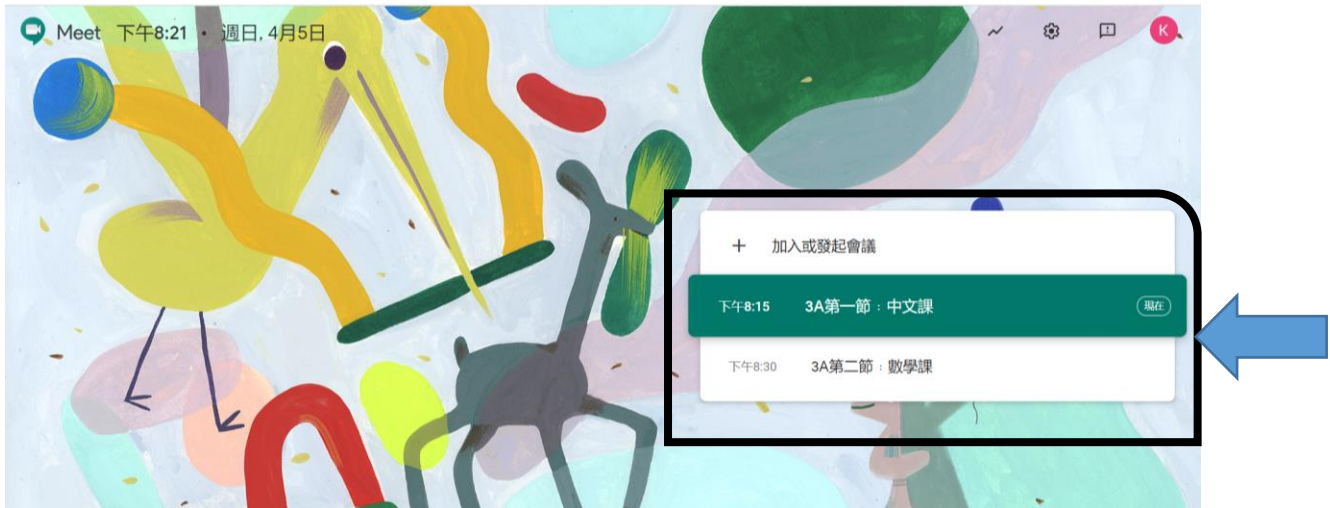 Meet 下午8:21 • 週日, 4月5日
K
加入或發起會議
下午8:15 3A第一節：中文課 現在
下午8:30 3A第二節：數學課